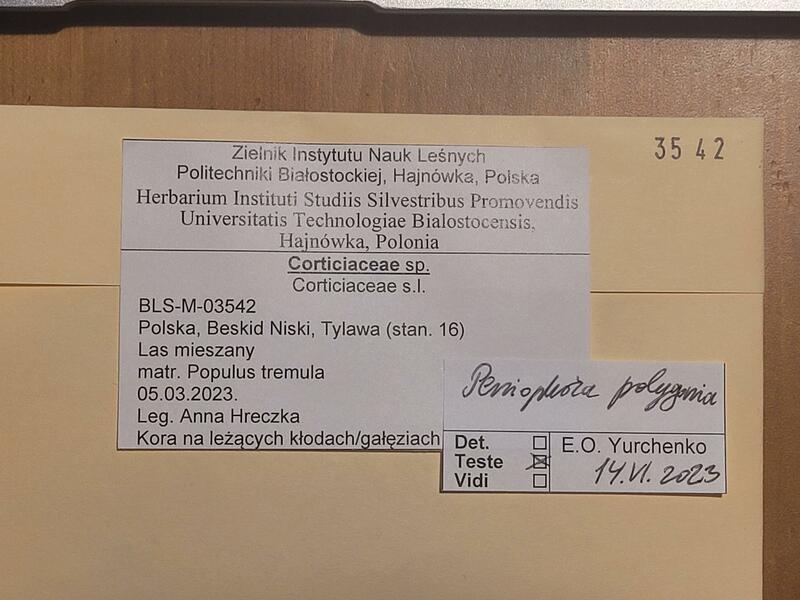 35 42
Zielnik Instytutu Nauk Leśnych
Politechniki Białostockiej, Hajnówka, Polska
Herbarium Instituti Studiis Silvestribus Promovendis
Universitatis Technologiae Bialostocensis,
Hajnówka, Polonia
Corticiaceae sp.
Corticiaceae s.l.
BLS-M-03542
Polska, Beskid Niski, Tylawa (stan. 16)
Las mieszany
matr. Populus tremula
05.03.2023.
Leg. Anna Hreczka
Kora na leżących kłodach/gałęziach
Peniophora polygonia
Det.
Teste
Vidi
E.O. Yurchenko
14.VI.2023